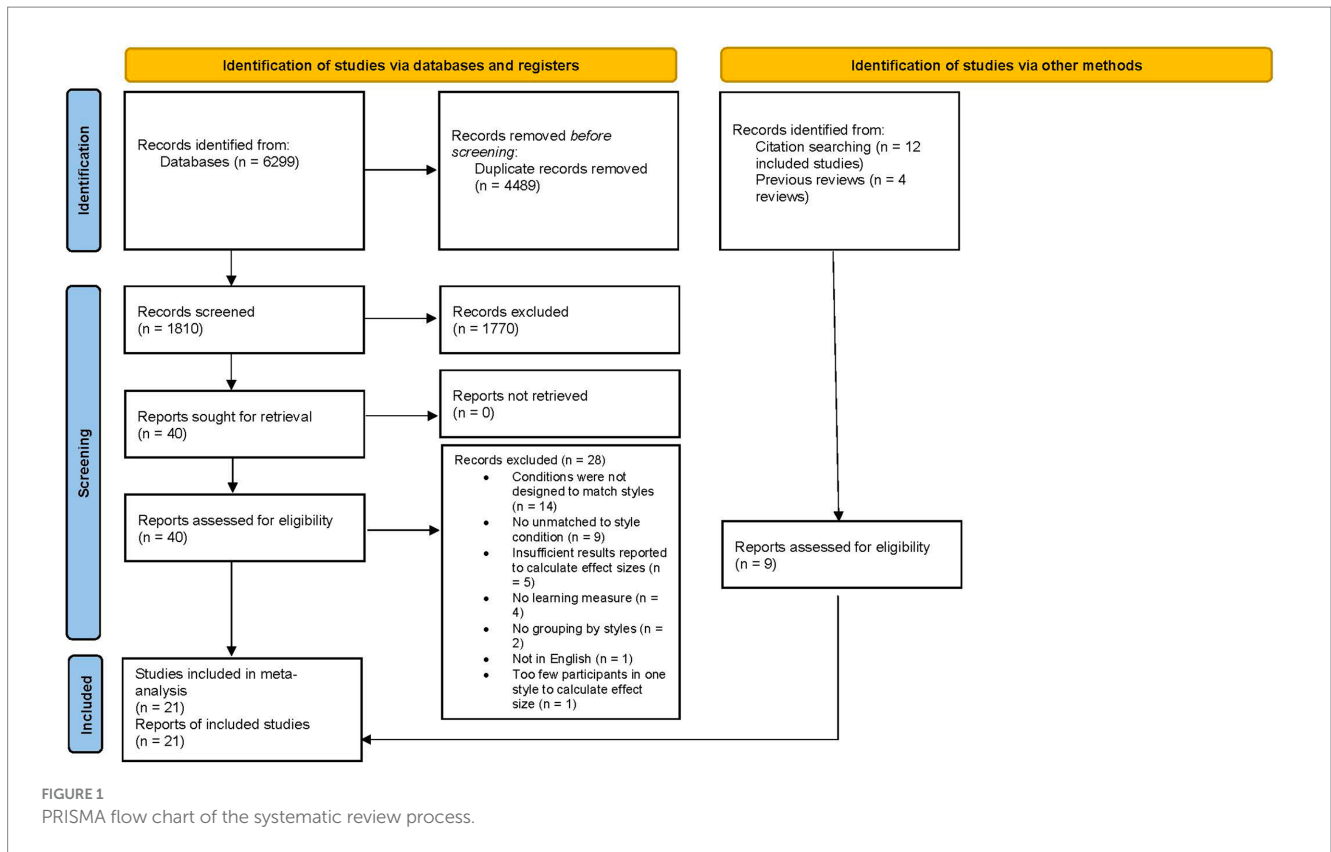 Identification of studies via databases and registers
Identification of studies via other methods
Identification
Records identified from:
Databases (n = 6299)
Records removed before
screening:
Duplicate records removed
(n = 4489)
Records identified from:
Citation searching (n = 12
included studies)
Previous reviews (n = 4
reviews)
Screening
Records screened
(n = 1810)
Records excluded
(n = 1770)
Reports sought for retrieval
(n = 40)
Reports not retrieved
(n = 0)
Reports assessed for eligibility
(n = 40)
Records excluded (n = 28)
• Conditions were not
designed to match styles
(n = 14)
• No unmatched to style
condition (n = 9)
• Insufficient results reported
to calculate effect sizes (n
= 5)
• No learning measure (n =
4)
• No grouping by styles (n =
2)
• Not in English (n = 1)
• Too few participants in one
style to calculate effect
size (n = 1)
Reports assessed for eligibility
(n = 9)
Included
Studies included in meta-
analysis
(n = 21)
Reports of included studies
(n = 21)
FIGURE 1
PRISMA flow chart of the systematic review process.